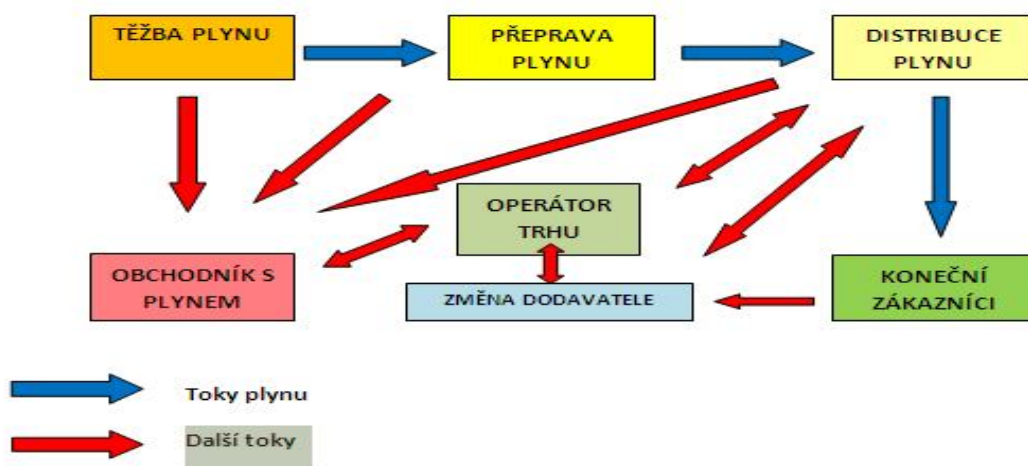 TĚŽBA PLYNU
PŘEPRAVA
PLYNU
DISTRIBUCE
PLYNU
OPERÁTOR
TRHU
OBCHODNÍK S
PLYNEM
ZMĚNA DODAVATELE
KONEČNÍ
ZÁKAZNÍCI
Toky plynu
Další toky